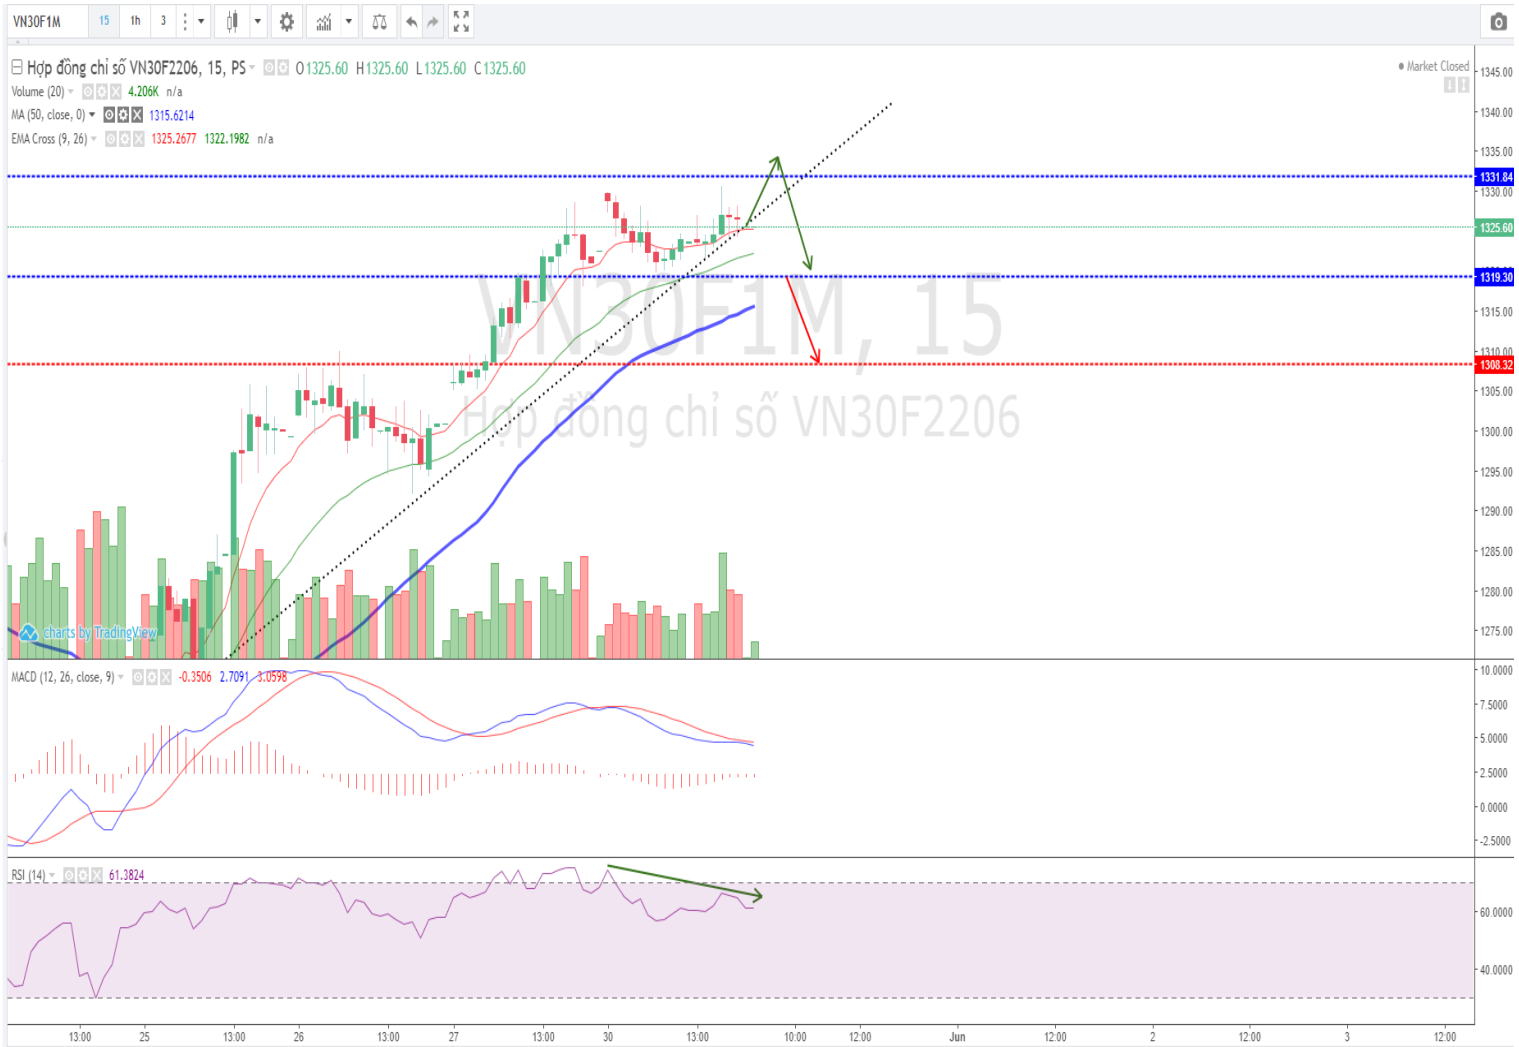 VN30F1M 15 1h 3
Hợp đồng chỉ số VN30F2206, 15, PS O1325.60 H1325.60 L1325.60 C1325.60
Market Closed
Volume (20) 4.206K n/a
MA (50, close, 0) 1315.6214
EMA Cross (9, 26) 1325.2677 1322.1982 n/a
1345.00
1340.00
1335.00
1331.84
1330.00
1325.60
1319.30
1315.00
1310.00
1308.32
1305.00
1300.00
1295.00
1290.00
1285.00
1280.00
1275.00
VN30F1M, 15
Hợp đồng chỉ số VN30F2206
charts by TradingView
MACD (12, 26, close, 9) -0.3506 2.7091 3.0598
10.0000
7.5000
5.0000
2.5000
0.0000
-2.5000
RSI (14) 61.3824
60.0000
40.0000
13:00 25 13:00 26 13:00 27 13:00 30 13:00 10:00 12:00 Jun 12:00 2 12:00 3 12:00